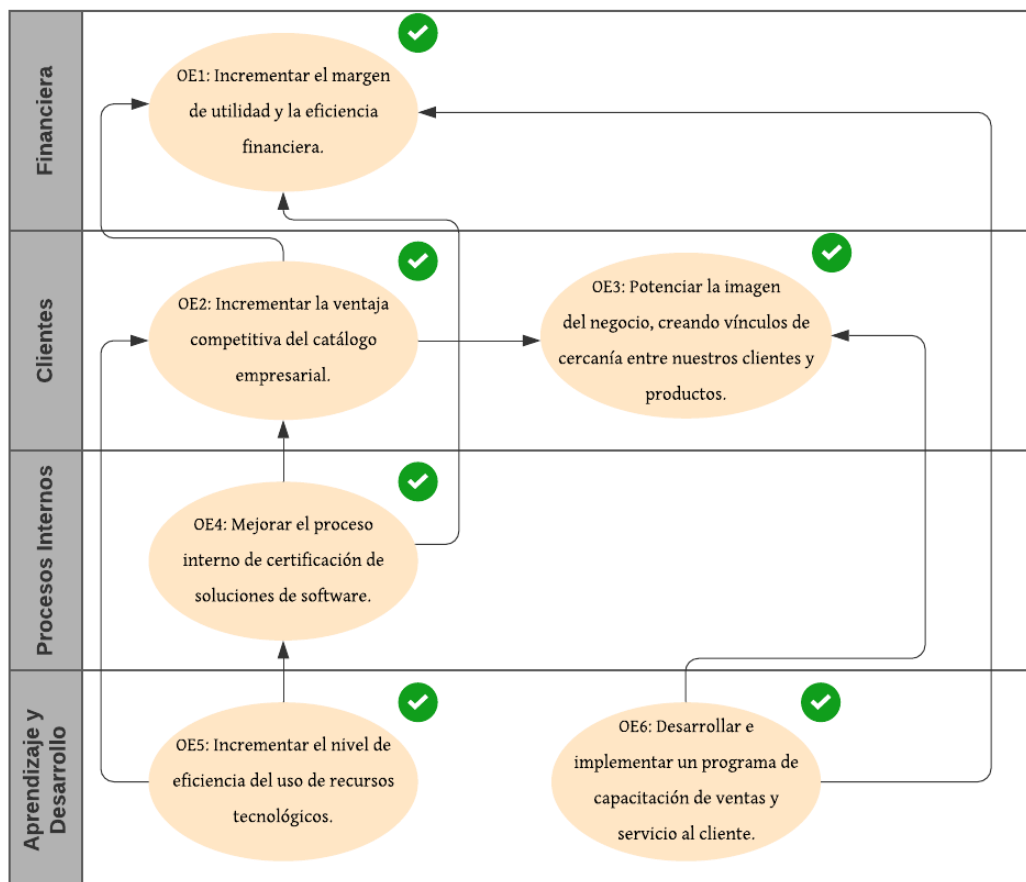 Financiera
OE1: Incrementar el margen
de utilidad y la eficiencia
financiera.
Clientes
OE2: Incrementar la ventaja
competitiva del catálogo
empresarial.
OE3: Potenciar la imagen
del negocio, creando vínculos de
cercanía entre nuestros clientes y
productos.
Procesos Internos
OE4: Mejorar el proceso
interno de certificación de
soluciones de software.
Aprendizaje y
Desarrollo
OE5: Incrementar el nivel de
eficiencia del uso de recursos
tecnológicos.
OE6: Desarrollar e
implementar un programa de
capacitación de ventas y
servicio al cliente.